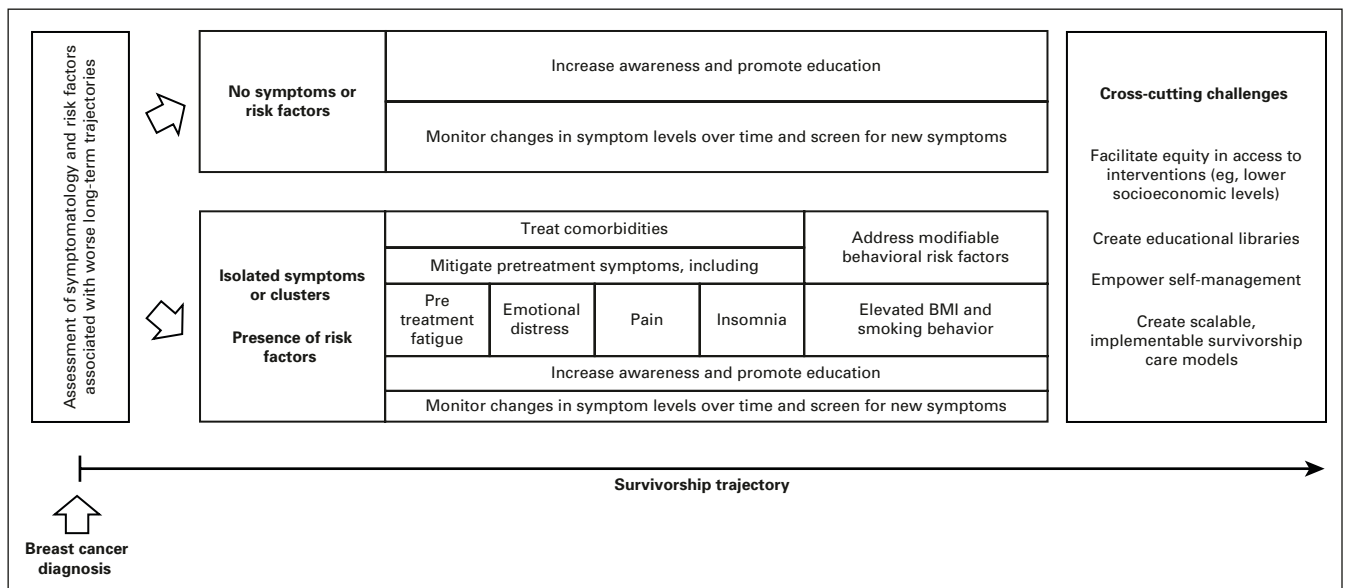 Assessment of symptomatology and risk factors
associated with worse long-term trajectories
No symptoms or
risk factors
Increase awareness and promote education
Monitor changes in symptom levels over time and screen for new symptoms
Isolated symptoms
or clusters
Presence of risk
factors
Treat comorbidities
Mitigate pretreatment symptoms, including
Pre
treatment
fatigue
Emotional
distress
Pain
Insomnia
Address modifiable
behavioral risk factors
Elevated BMI and
smoking behavior
Increase awareness and promote education
Monitor changes in symptom levels over time and screen for new symptoms
Cross-cutting challenges
Facilitate equity in access to
interventions (eg, lower
socioeconomic levels)
Create educational libraries
Empower self-management
Create scalable,
implementable survivorship
care models
Survivorship trajectory
Breast cancer
diagnosis